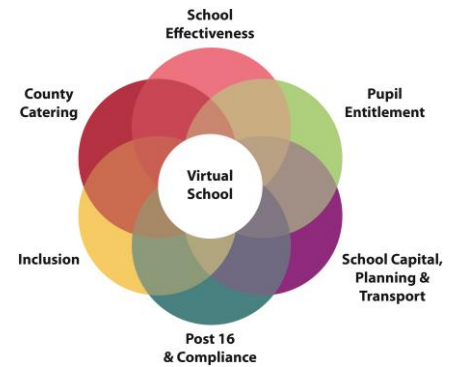 School
Effectiveness
County
Catering
Pupil
Entitlement
Virtual
School
Inclusion
School Capital,
Planning &
Transport
Post 16
& Compliance